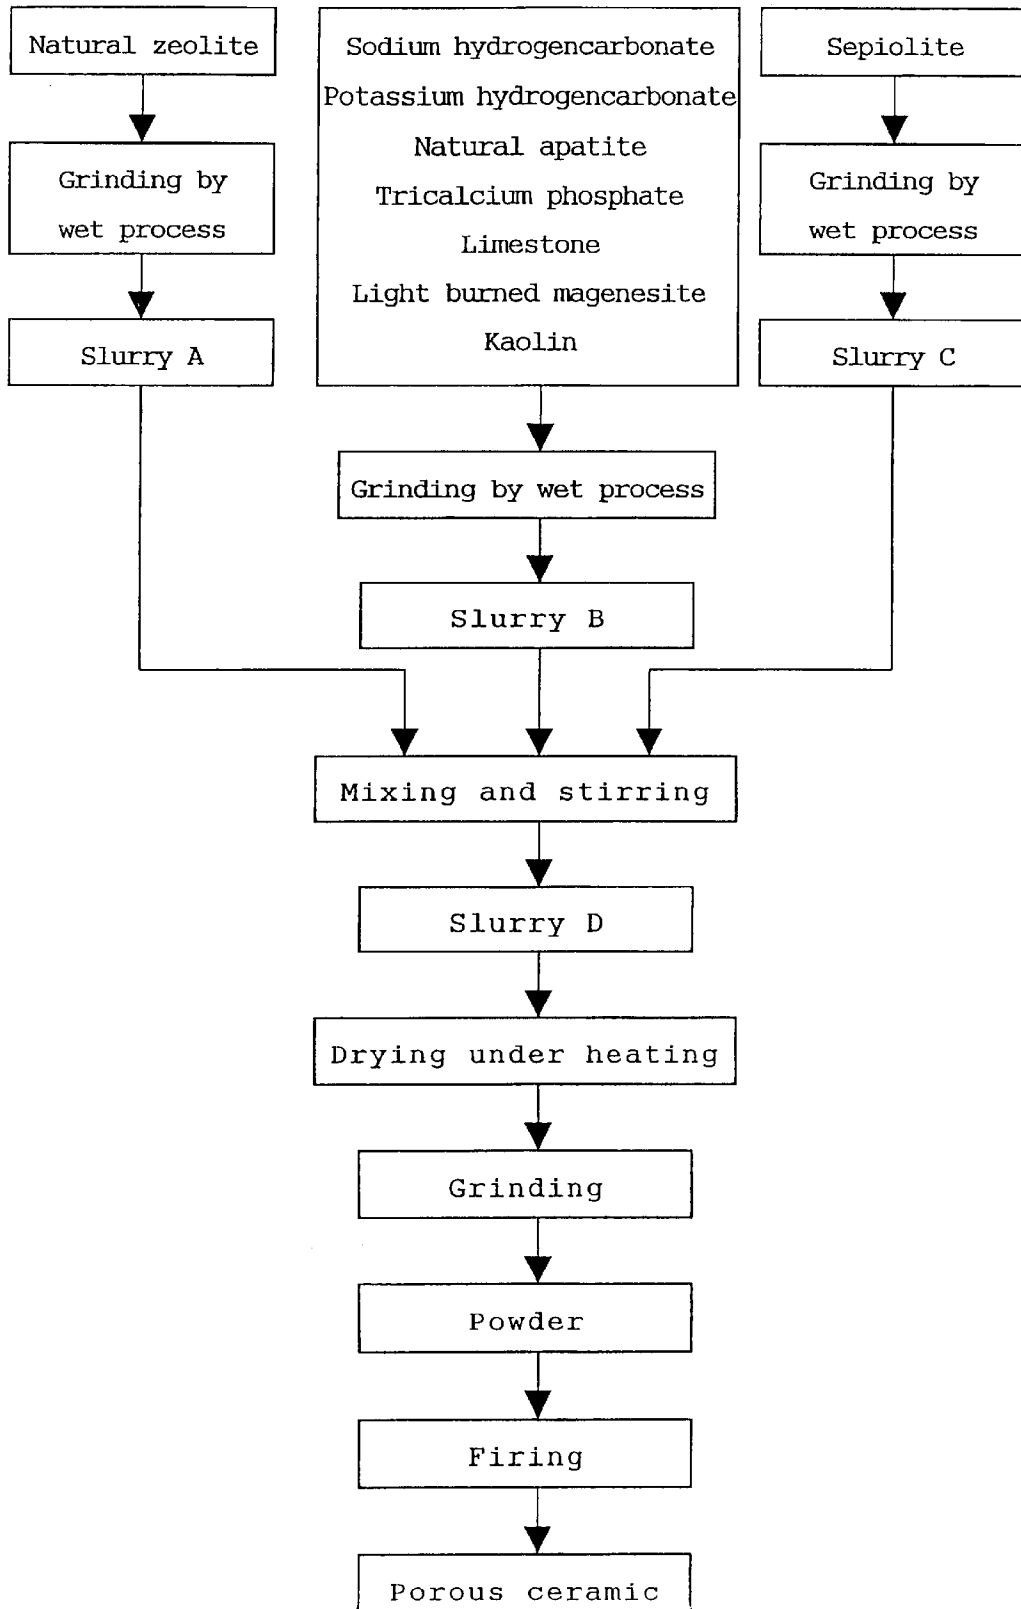 Natural zeolite
Grinding by
wet process
Slurry A
Sodium hydrogencarbonate
Potassium hydrogencarbonate
Natural apatite
Tricalcium phosphate
Limestone
Light burned magenesite
Kaolin
Grinding by wet process
Slurry B
Sepiolite
Grinding by
wet process
Slurry C
Mixing and stirring
Slurry D
Drying under heating
Grinding
Powder
Firing
Porous ceramic